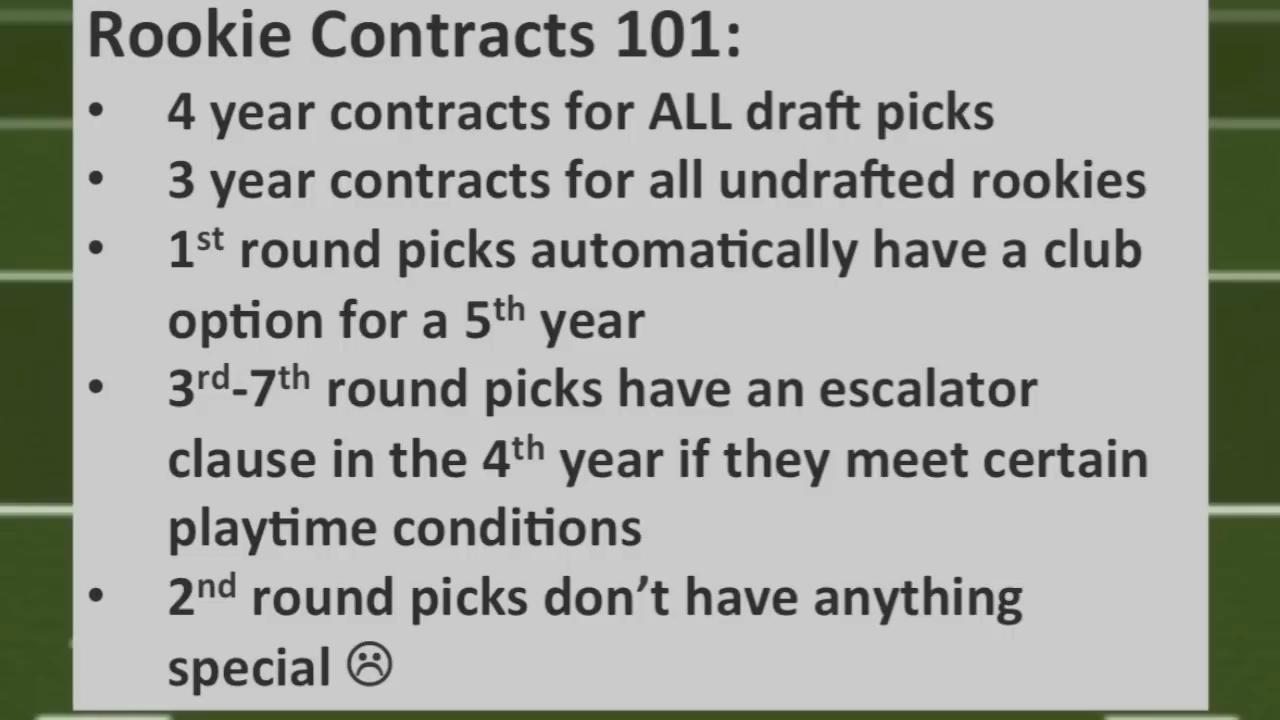 Rookie Contracts 101:
• 4 year contracts for ALL draft picks
• 3 year contracts for all undrafted rookies
• 1st round picks automatically have a club
option for a 5th year
• 3rd-7th round picks have an escalator
clause in the 4th year if they meet certain
playtime conditions
• 2nd round picks don’t have anything
special ☹